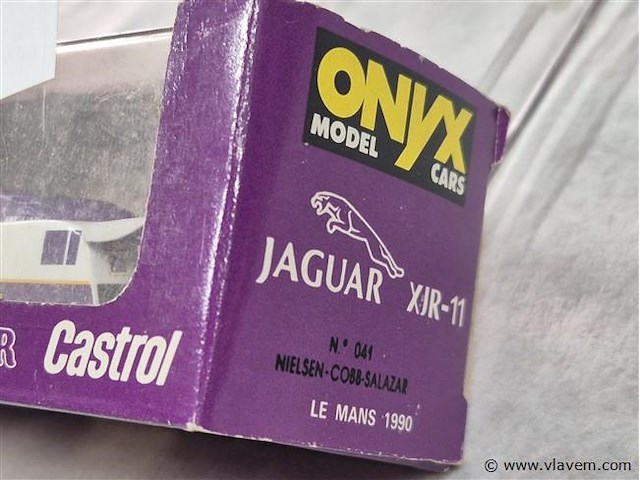 ONYX
MODEL CARS
JAGUAR XJR-11
N.° 041
NIELSEN-COBB-SALAZAR
LE MANS 1990
R Castrol
© www.vlavem.com